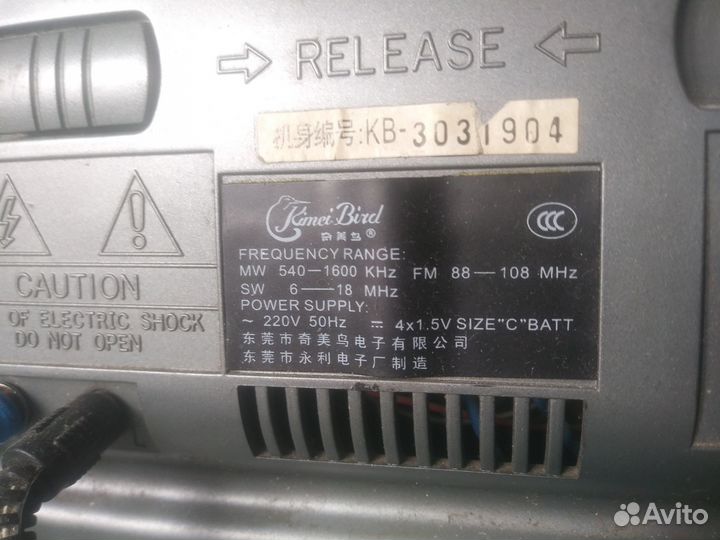 RELEASE
机身编号:KB-3031904
Kimei Bird
奇美鸟®
CCC
FREQUENCY RANGE:
MW 540—1600 KHz FM 88—108 MHz
SW 6—18 MHz
POWER SUPPLY:
~ 220V 50Hz ⎓ 4x1.5V SIZE"C"BATT
东莞市奇美鸟电子有限公司
东莞市永利电子厂制造
CAUTION
OF ELECTRIC SHOCK
DO NOT OPEN
Avito